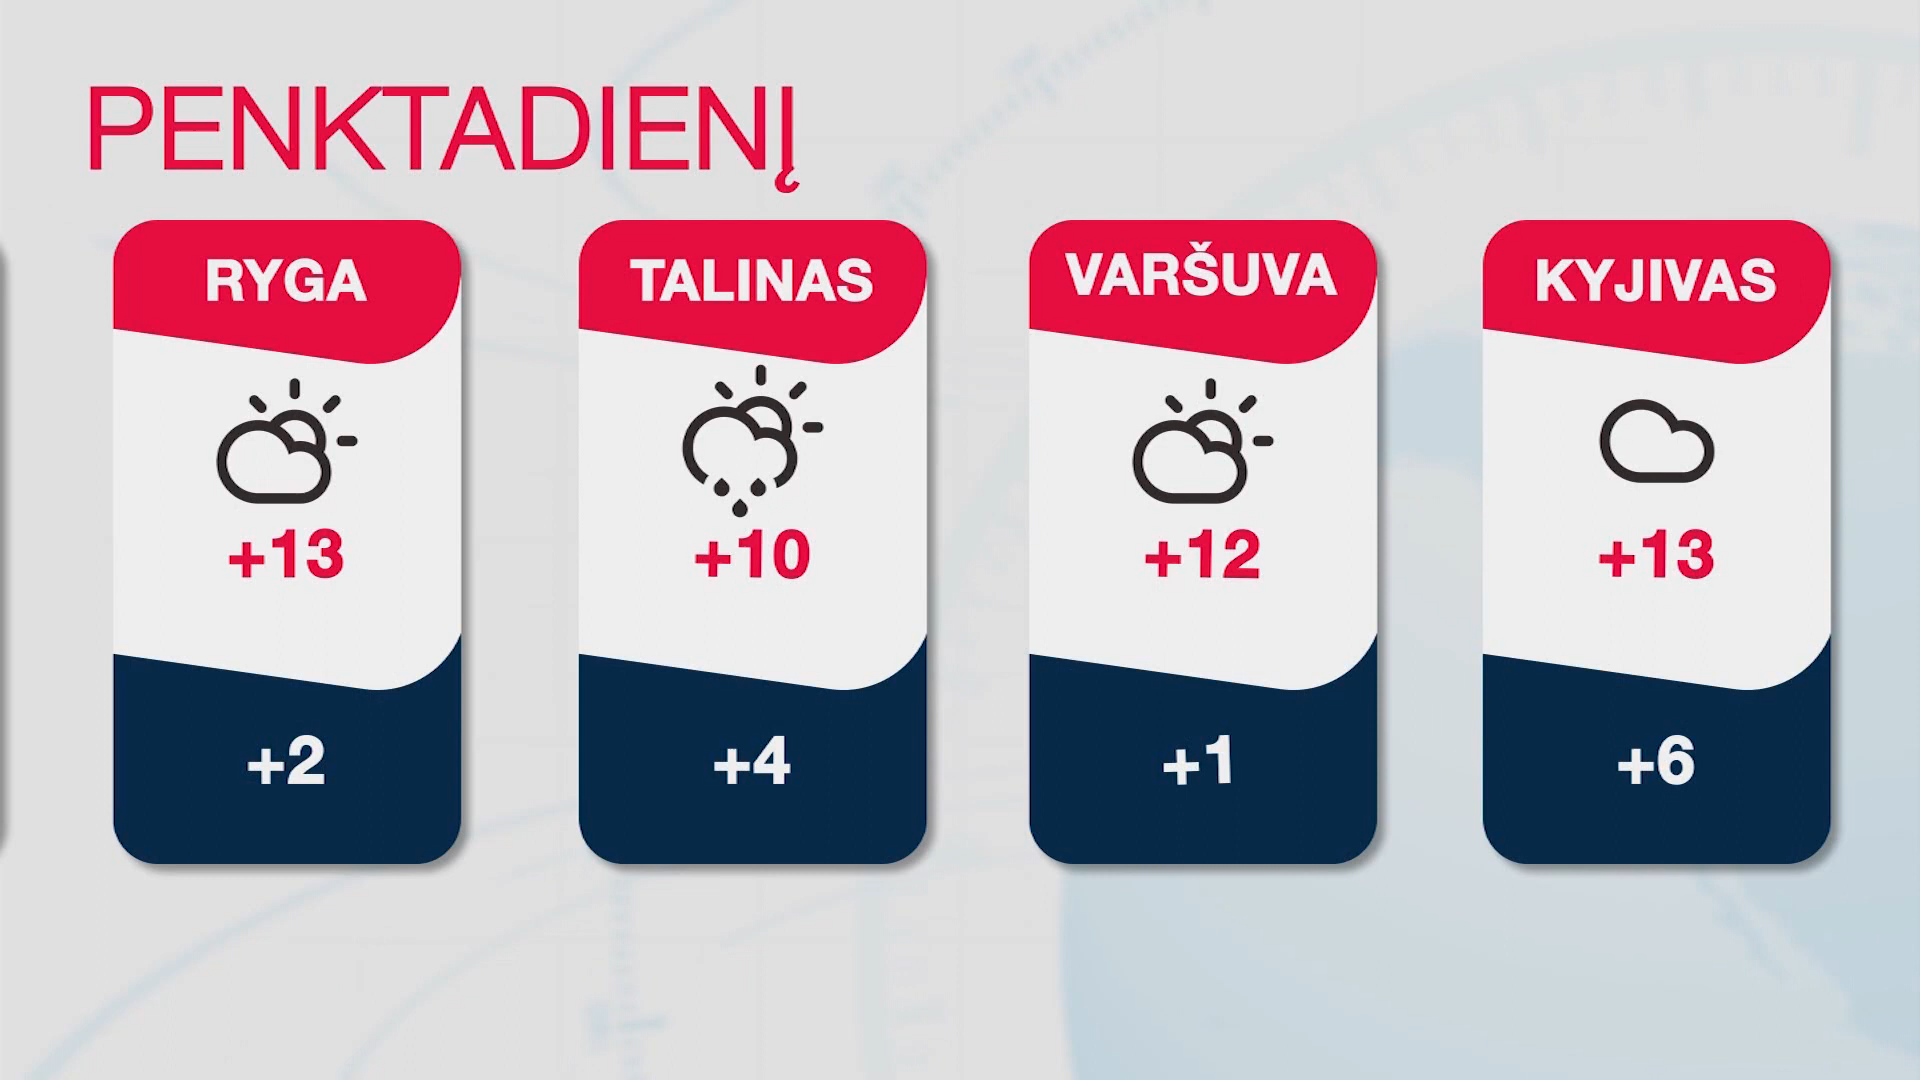 PENKTADIENĮ
RYGA
+13
+2
TALINAS
+10
+4
VARŠUVA
+12
+1
KYJIVAS
+13
+6